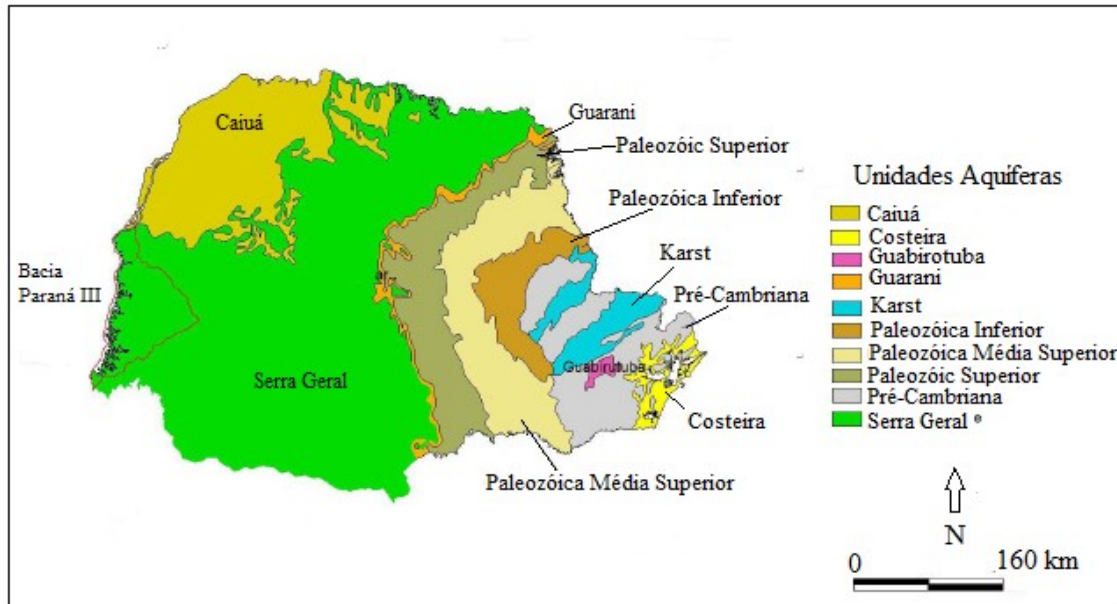 Caiuá
Guarani
Paleozóic Superior
Paleozóica Inferior
Karst
Pré-Cambriana
Bacia
Paraná III
Serra Geral
Guabirutuba
Costeira
Paleozóica Média Superior
Unidades Aquíferas
Caiuá
Costeira
Guabirotuba
Guarani
Karst
Paleozóica Inferior
Paleozóica Média Superior
Paleozóic Superior
Pré-Cambriana
Serra Geral
N
0 160 km